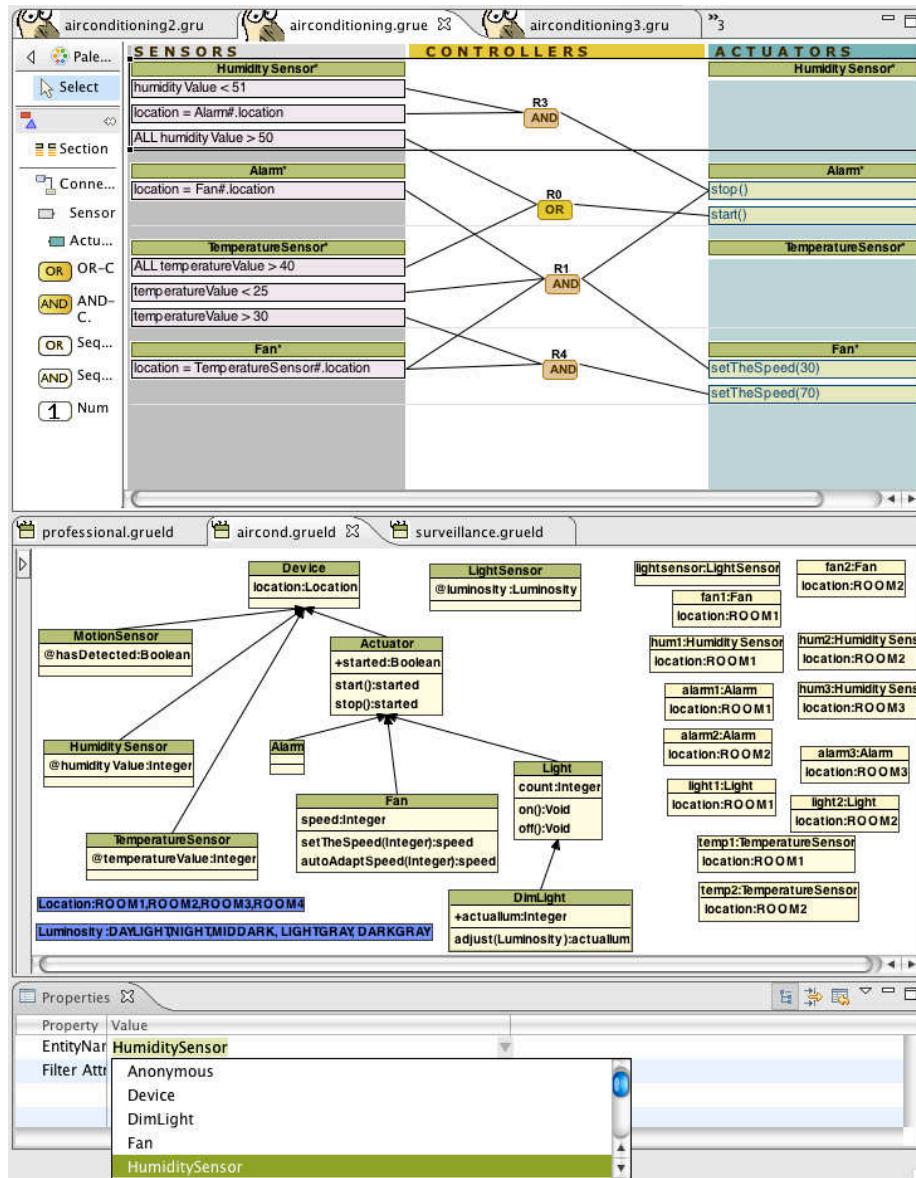 airconditioning2.gru
airconditioning.grue
airconditioning3.gru
"3
Pale...
SENSORS
CONTROLLERS
ACTUATORS
Select
Humidity Sensor*
Humidity Sensor*
humidity Value < 51
location = Alarm#.location
R3
AND
ALL humidity Value > 50
Section
Conne...
Alarm*
Alarm*
location = Fan#.location
stop()
R0
OR
start()
Sensor
Actu...
TemperatureSensor*
TemperatureSensor*
OR OR-C
ALL temperatureValue > 40
R1
AND
AND AND-
C.
temperatureValue < 25
temperatureValue > 30
OR Seq...
Fan*
Fan*
R4
AND
AND Seq...
location = TemperatureSensor#.location
setTheSpeed(30)
setTheSpeed(70)
1 Num
professional.grueld
aircond.grueld
surveillance.grueld
Device
location:Location
LightSensor
@luminosity :Luminosity
lightsensor:LightSensor
fan2:Fan
location:ROOM2
fan1:Fan
location:ROOM1
MotionSensor
@hasDetected:Boolean
Actuator
+started:Boolean
start():started
stop():started
hum1:Humidity Sensor
location:ROOM1
hum2:Humidity Sens
location:ROOM2
alarm1:Alarm
location:ROOM1
hum3:Humidity Sens
location:ROOM3
Humidity Sensor
@humidity Value:Integer
Alarm
alarm2:Alarm
location:ROOM2
alarm3:Alarm
location:ROOM3
Light
count:Integer
on():Void
off():Void
light1:Light
location:ROOM1
light2:Light
location:ROOM2
Fan
speed:Integer
setTheSpeed(Integer):speed
autoAdaptSpeed(Integer):speed
TemperatureSensor
@temperatureValue:Integer
temp1:TemperatureSensor
location:ROOM1
temp2:TemperatureSensor
location:ROOM2
DimLight
+actuallum:Integer
adjust(Luminosity ):actuallum
Location:ROOM1,ROOM2,ROOM3,ROOM4
Luminosity :DAYLIGHT,NIGHT,MIDDARK, LIGHTGRAY, DARKGRAY
Properties
Property Value
EntityNar HumiditySensor
Filter Attr
Anonymous
Device
DimLight
Fan
HumiditySensor